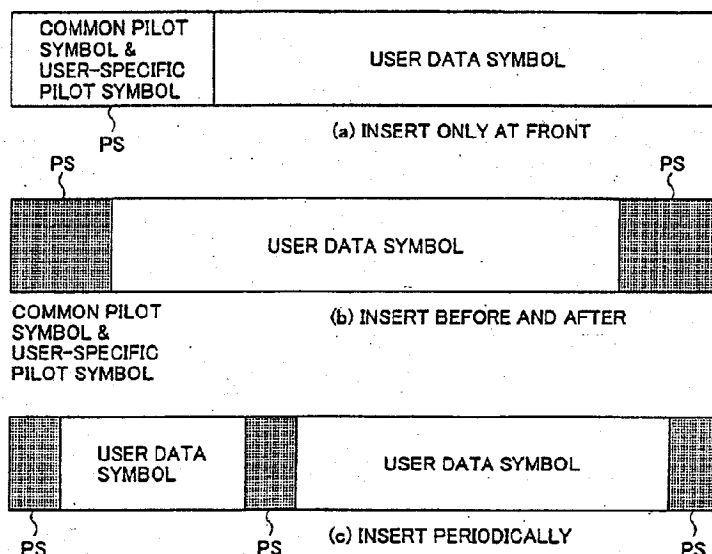 COMMON PILOT
SYMBOL &
USER-SPECIFIC
PILOT SYMBOL
USER DATA SYMBOL
PS
(a) INSERT ONLY AT FRONT
PS
PS
USER DATA SYMBOL
COMMON PILOT
SYMBOL &
USER-SPECIFIC
PILOT SYMBOL
(b) INSERT BEFORE AND AFTER
USER DATA
SYMBOL
USER DATA SYMBOL
PS
PS
(c) INSERT PERIODICALLY
PS